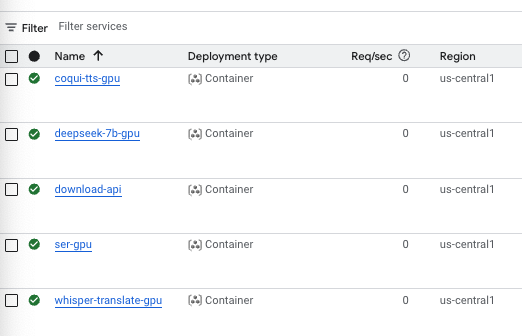 Filter Filter services
Name Deployment type Req/sec Region
coqui-tts-gpu Container 0 us-central1
deepseek-7b-gpu Container 0 us-central1
download-api Container 0 us-central1
ser-gpu Container 0 us-central1
whisper-translate-gpu Container 0 us-central1